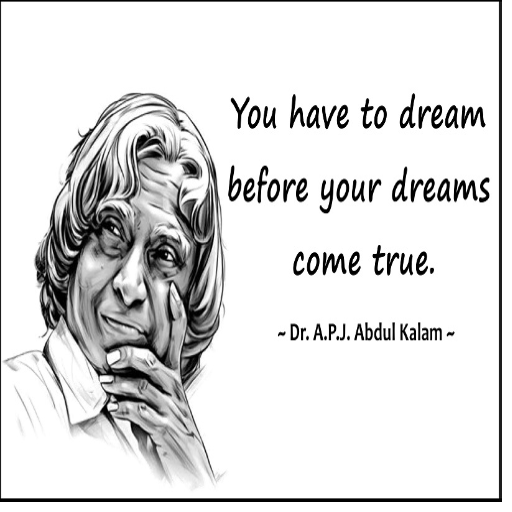 You have to dream
before your dreams
come true.
~ Dr. A.P.J. Abdul Kalam ~